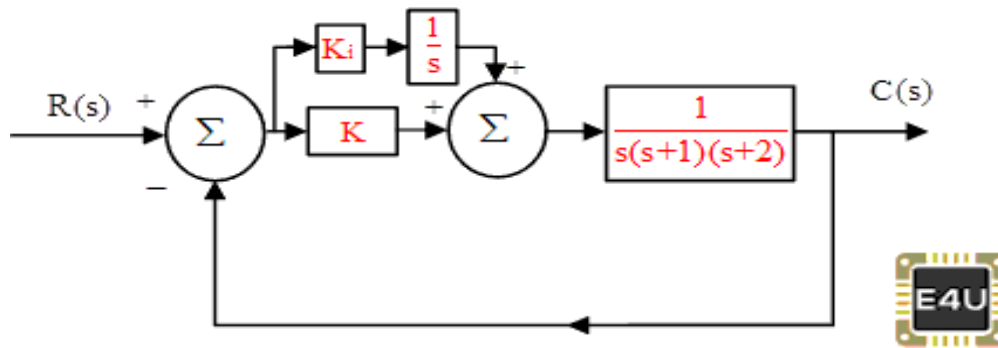 Kᵢ
1
s
+
R(s)
+
Σ
−
K
+
Σ
1
s(s+1)(s+2)
C(s)
E4U